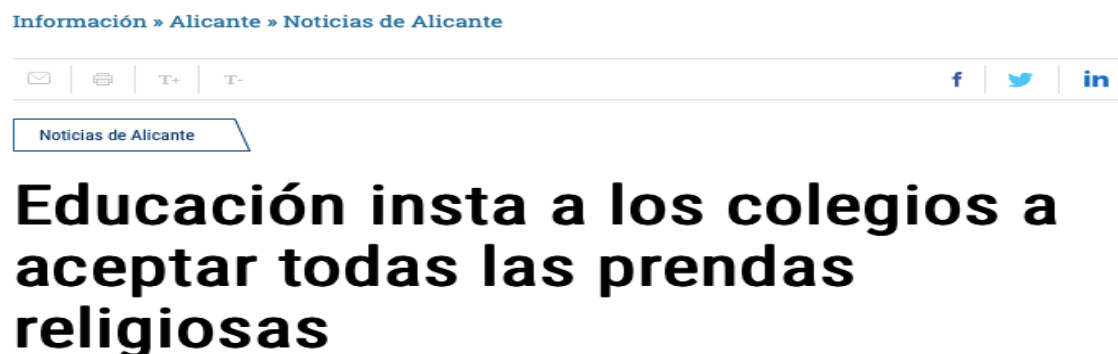 Información » Alicante » Noticias de Alicante
T+ T-
f in
Noticias de Alicante
Educación insta a los colegios a
aceptar todas las prendas
religiosas